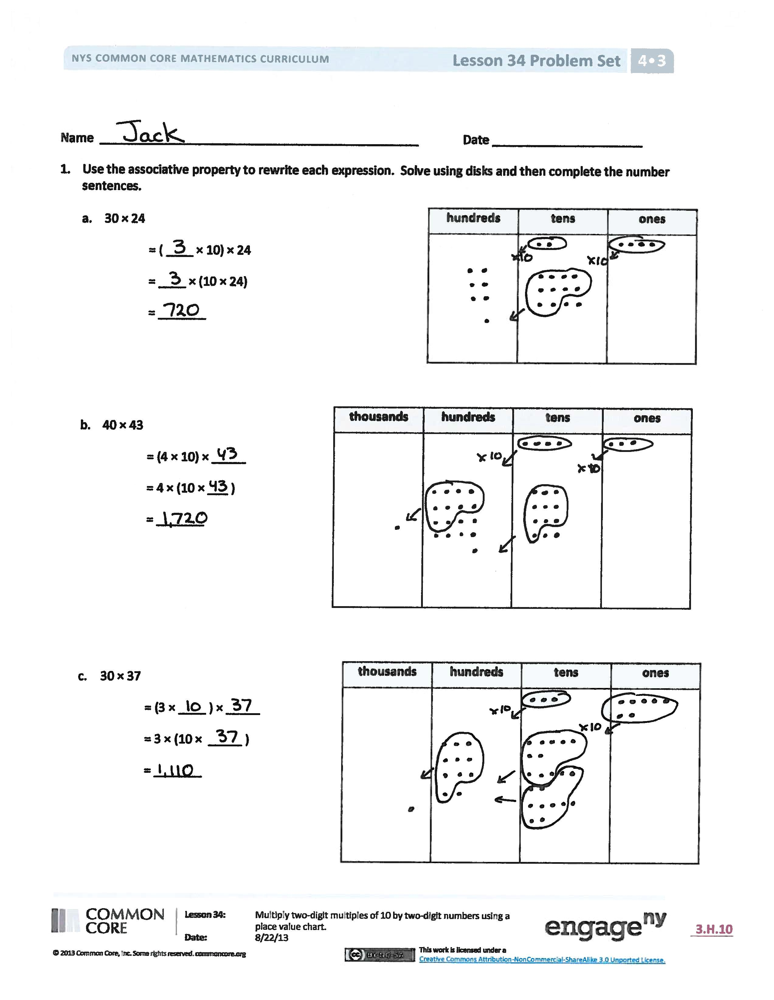 NYS COMMON CORE MATHEMATICS CURRICULUM Lesson 34 Problem Set 4•3
Name Jack Date
1. Use the associative property to rewrite each expression. Solve using disks and then complete the number
sentences.
a. 30 × 24
= ( 3 × 10) × 24
= 3 × (10 × 24)
= 720
hundreds tens ones
×10 ×10
b. 40 × 43
= (4 × 10) × 43
= 4 × (10 × 43 )
= 1,720
thousands hundreds tens ones
×10 ×10
c. 30 × 37
= (3 × 10 ) × 37
= 3 × (10 × 37 )
= 1,110
thousands hundreds tens ones
×10 ×10
COMMON
CORE
Lesson 34: Multiply two-digit multiples of 10 by two-digit numbers using a
place value chart.
Date: 8/22/13
engage ny
3.H.10
© 2013 Common Core, Inc. Some rights reserved. commoncore.org
cc BY-NC-SA
This work is licensed under a
Creative Commons Attribution-NonCommercial-ShareAlike 3.0 Unported License.